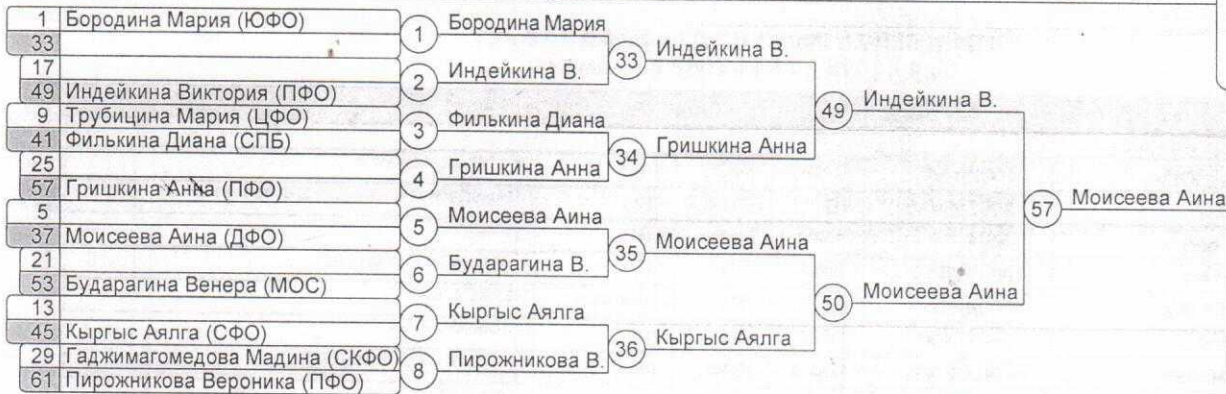 1 Бородина Мария (ЮФО)
33
17
49 Индейкина Виктория (ПФО)
9 Трубицина Мария (ЦФО)
41 Филькина Диана (СПБ)
25
57 Гришкина Анна (ПФО)
5
37 Моисеева Аина (ДФО)
21
53 Бударагина Венера (МОС)
13
45 Кыргыс Аялга (СФО)
29 Гаджимагомедова Мадина (СКФО)
61 Пирожникова Вероника (ПФО)
1 Бородина Мария
2 Индейкина В.
3 Филькина Диана
4 Гришкина Анна
5 Моисеева Аина
6 Бударагина В.
7 Кыргыс Аялга
8 Пирожникова В.
33 Индейкина В.
34 Гришкина Анна
35 Моисеева Аина
36 Кыргыс Аялга
49 Индейкина В.
50 Моисеева Аина
57 Моисеева Аина